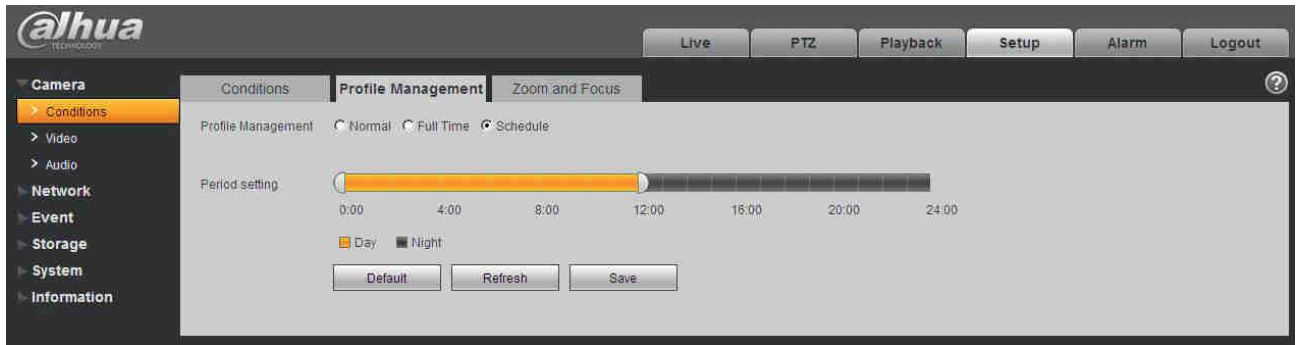 alhua
TECHNOLOGY
Live PTZ Playback Setup Alarm Logout
Camera
Conditions
Video
Audio
Network
Event
Storage
System
Information
Conditions Profile Management Zoom and Focus
?
Profile Management Normal Full Time Schedule
Period setting
0:00 4:00 8:00 12:00 16:00 20:00 24:00
Day Night
Default Refresh Save